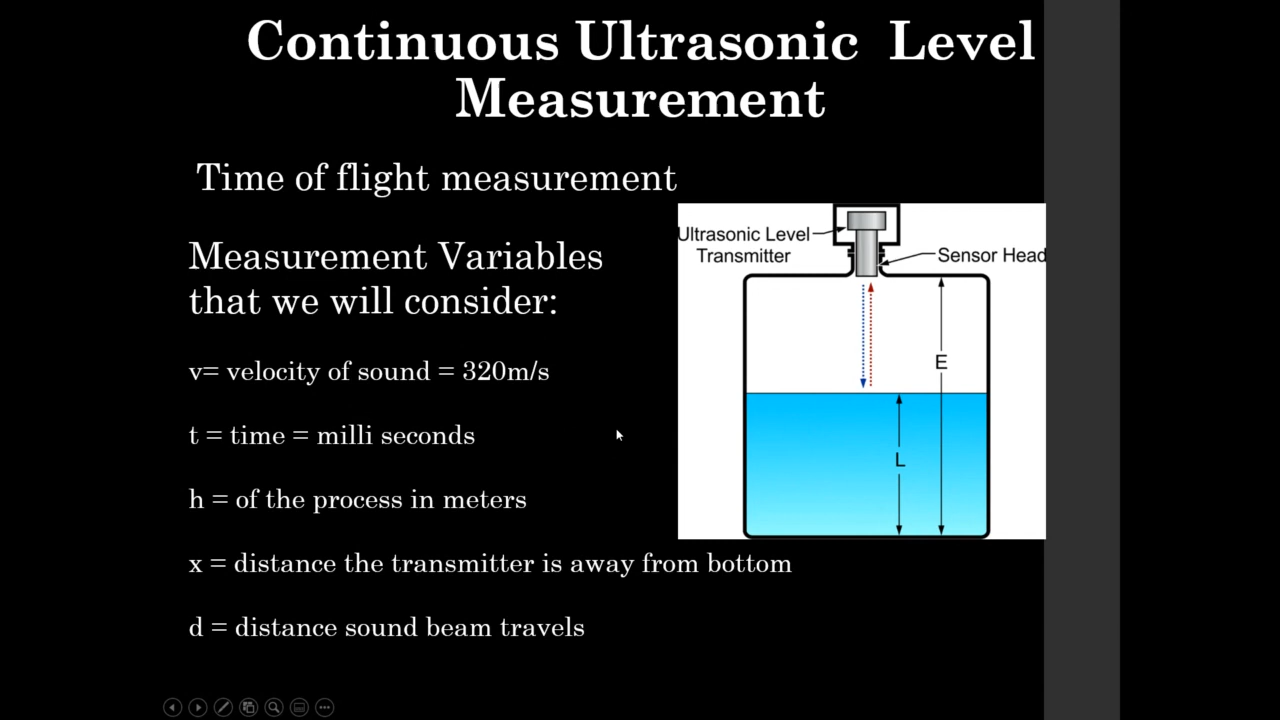 Continuous Ultrasonic Level
Measurement
Time of flight measurement
Measurement Variables
that we will consider:
v= velocity of sound = 320m/s
t = time = milli seconds
h = of the process in meters
x = distance the transmitter is away from bottom
d = distance sound beam travels
Ultrasonic Level
Transmitter
Sensor Head
E
L